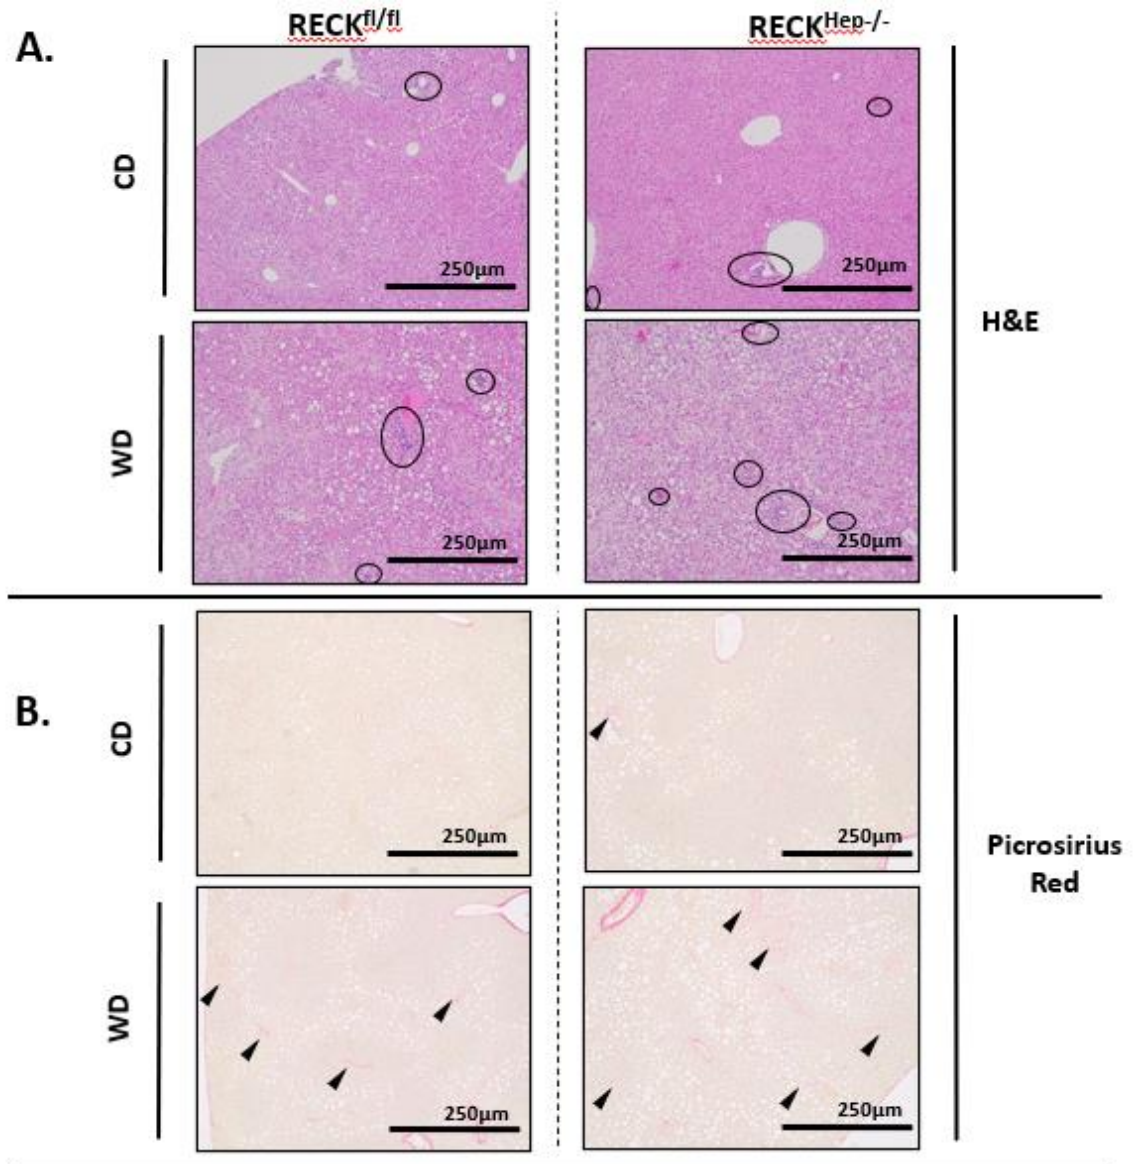 A.
RECKfl/fl
RECKHep-/-
CD
250µm
250µm
H&E
WD
250µm
250µm
B.
CD
250µm
250µm
Picrosirius
Red
WD
250µm
250µm